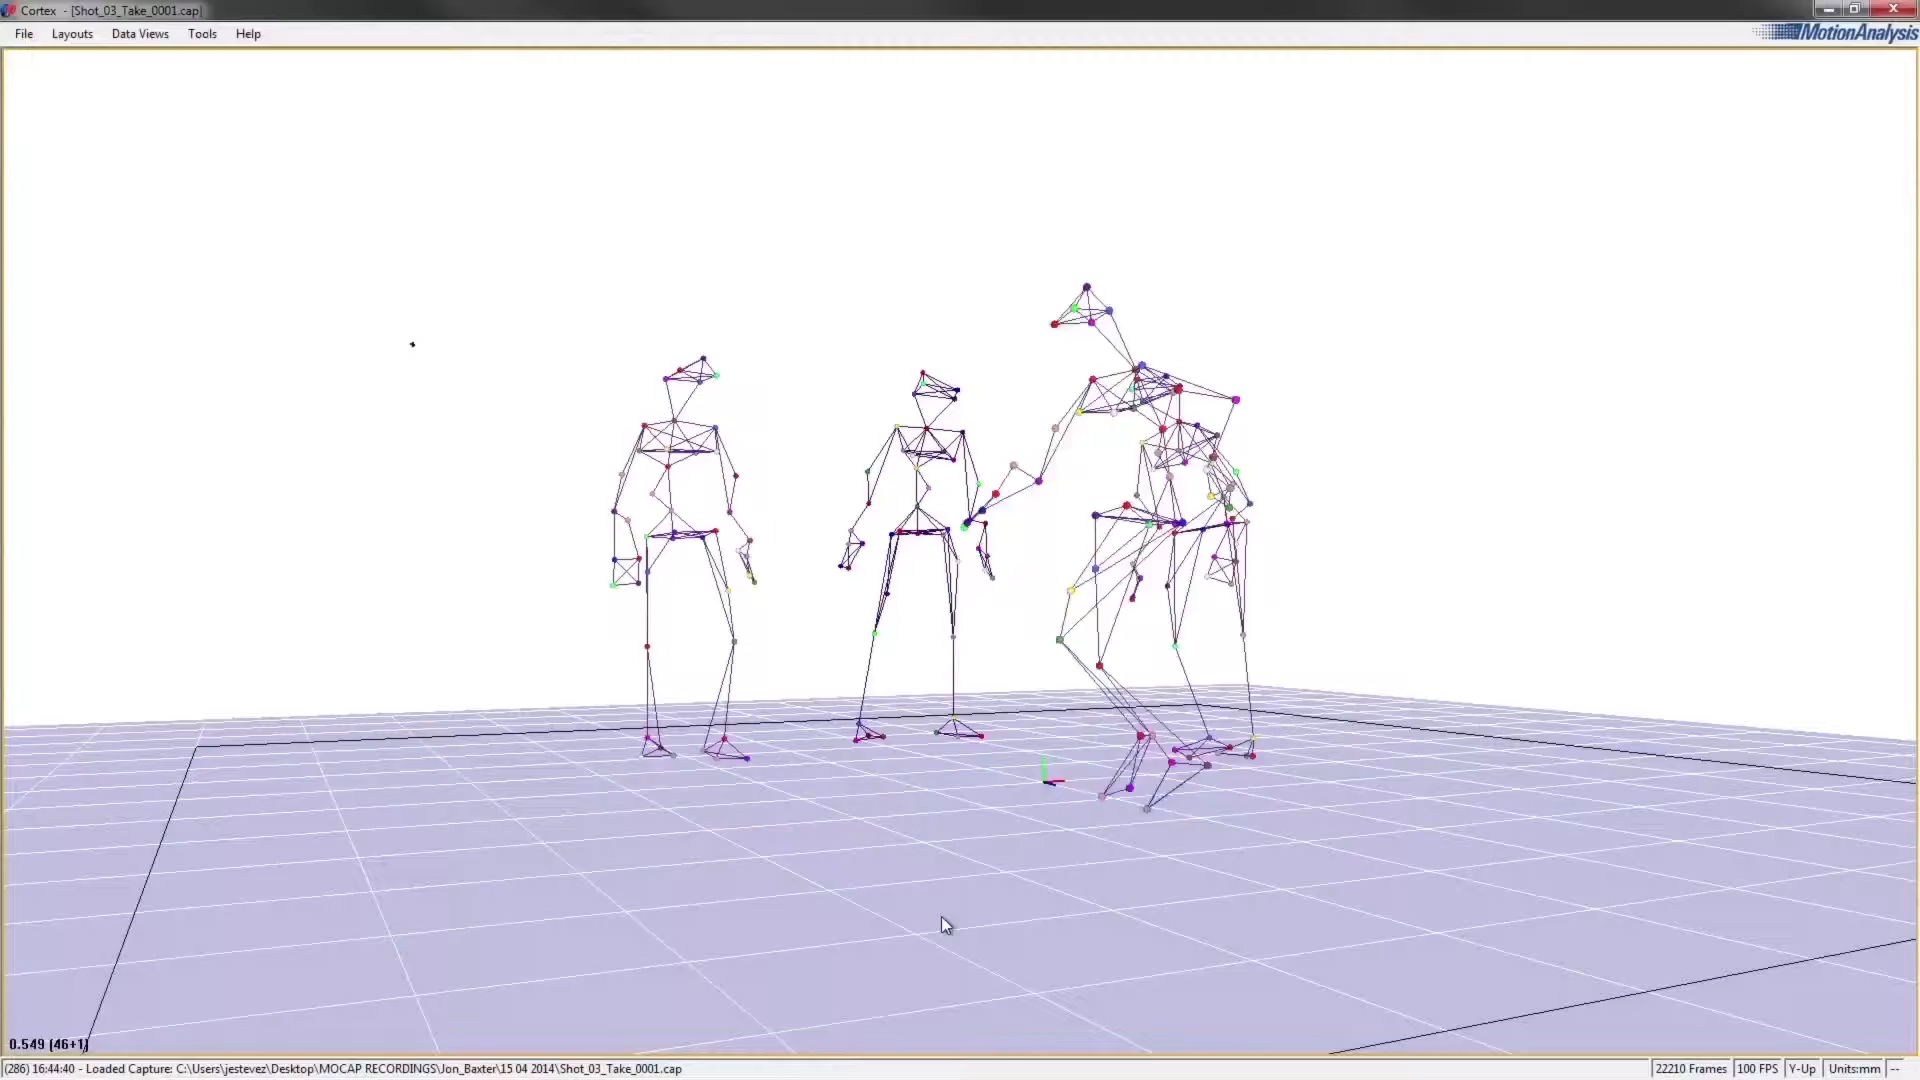 Cortex - [Shot_03_Take_0001.cap]
File Layouts Data Views Tools Help
MotionAnalysis
0.549 (46+1)
(286) 16:44:40 - Loaded Capture: C:\Users\jestevez\Desktop\MOCAP RECORDINGS\Jon_Baxter\15 04 2014\Shot_03_Take_0001.cap
22210 Frames 100 FPS Y-Up Units:mm --